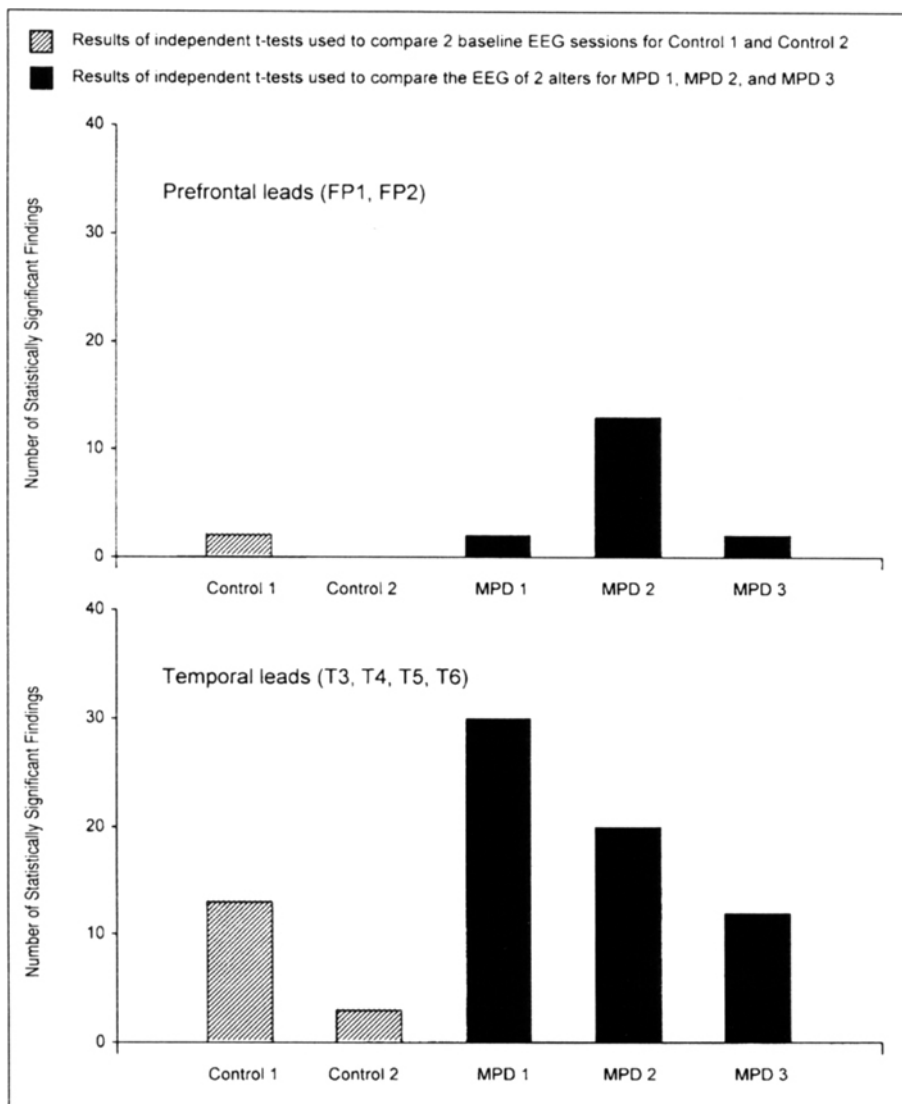 Results of independent t-tests used to compare 2 baseline EEG sessions for Control 1 and Control 2
Results of independent t-tests used to compare the EEG of 2 alters for MPD 1, MPD 2, and MPD 3
40
Prefrontal leads (FP1, FP2)
30
20
10
0
Number of Statistically Significant Findings
Control 1
Control 2
MPD 1
MPD 2
MPD 3
40
Temporal leads (T3, T4, T5, T6)
30
20
10
0
Number of Statistically Significant Findings
Control 1
Control 2
MPD 1
MPD 2
MPD 3